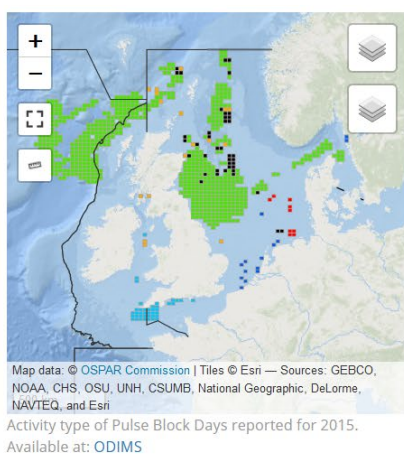 +
−
Map data: © OSPAR Commission | Tiles © Esri — Sources: GEBCO,
NOAA, CHS, OSU, UNH, CSUMB, National Geographic, DeLorme,
NAVTEQ, and Esri
Activity type of Pulse Block Days reported for 2015.
Available at: ODIMS